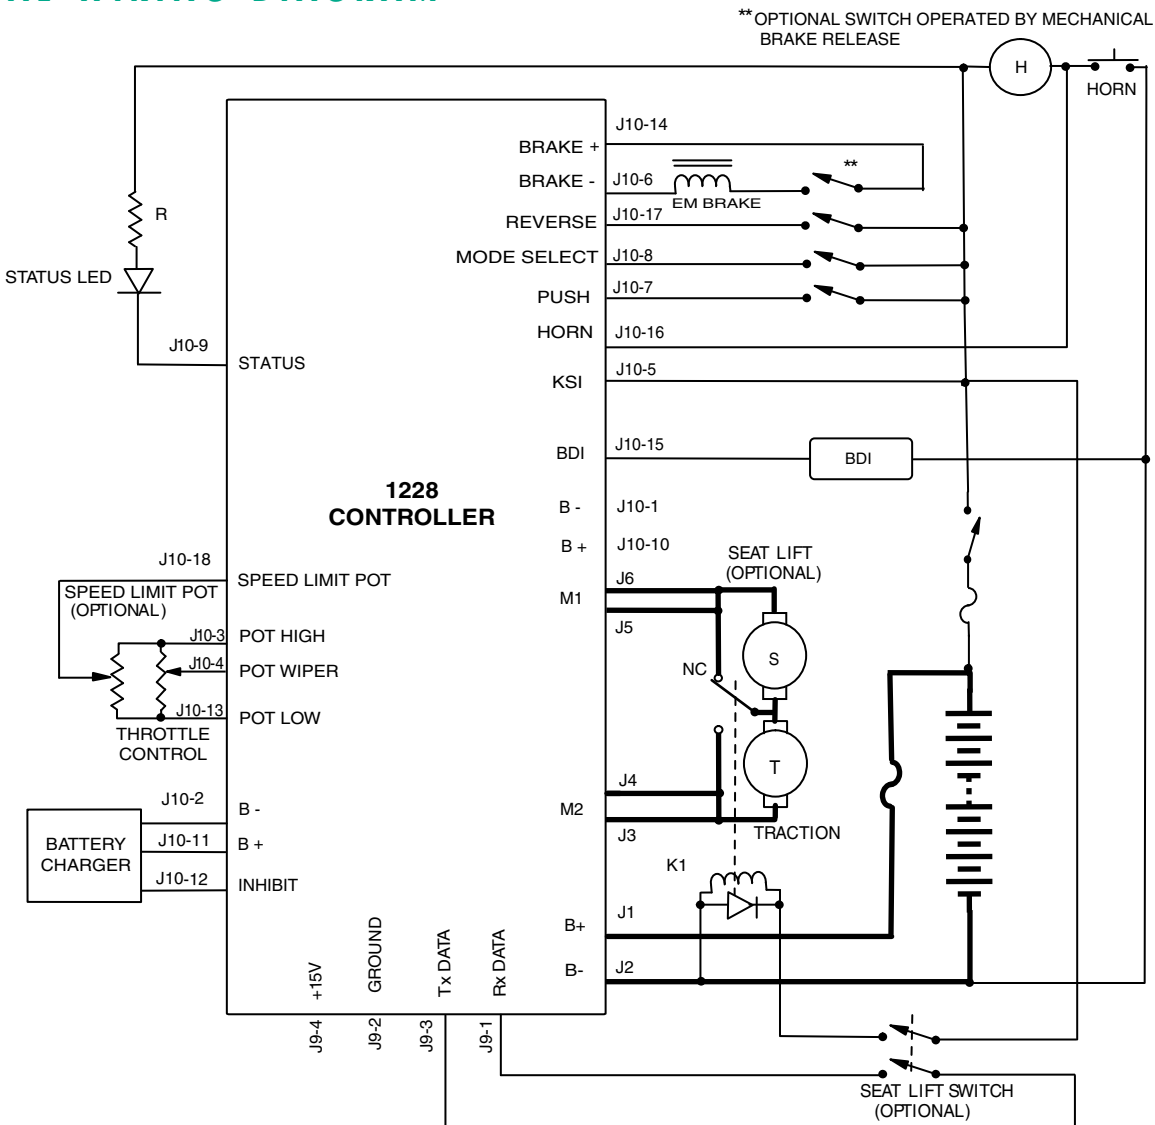 **OPTIONAL SWITCH OPERATED BY MECHANICAL
BRAKE RELEASE
H
HORN
J10-14
BRAKE +
**
BRAKE -
J10-6
EM BRAKE
R
REVERSE
J10-17
MODE SELECT
J10-8
STATUS LED
PUSH
J10-7
HORN
J10-16
J10-9
STATUS
KSI
J10-5
BDI
J10-15
BDI
1228
CONTROLLER
B -
J10-1
B +
J10-10
J10-18
SPEED LIMIT POT
SPEED LIMIT POT
(OPTIONAL)
SEAT LIFT
(OPTIONAL)
J6
M1
J5
S
NC
J10-3
POT HIGH
J10-4
POT WIPER
J10-13
POT LOW
THROTTLE
CONTROL
T
J4
M2
J3
TRACTION
J10-2
B -
BATTERY
CHARGER
J10-11
B +
J10-12
INHIBIT
K1
B+
J1
B-
J2
+15V
GROUND
Tx DATA
Rx DATA
J9-4
J9-2
J9-3
J9-1
SEAT LIFT SWITCH
(OPTIONAL)